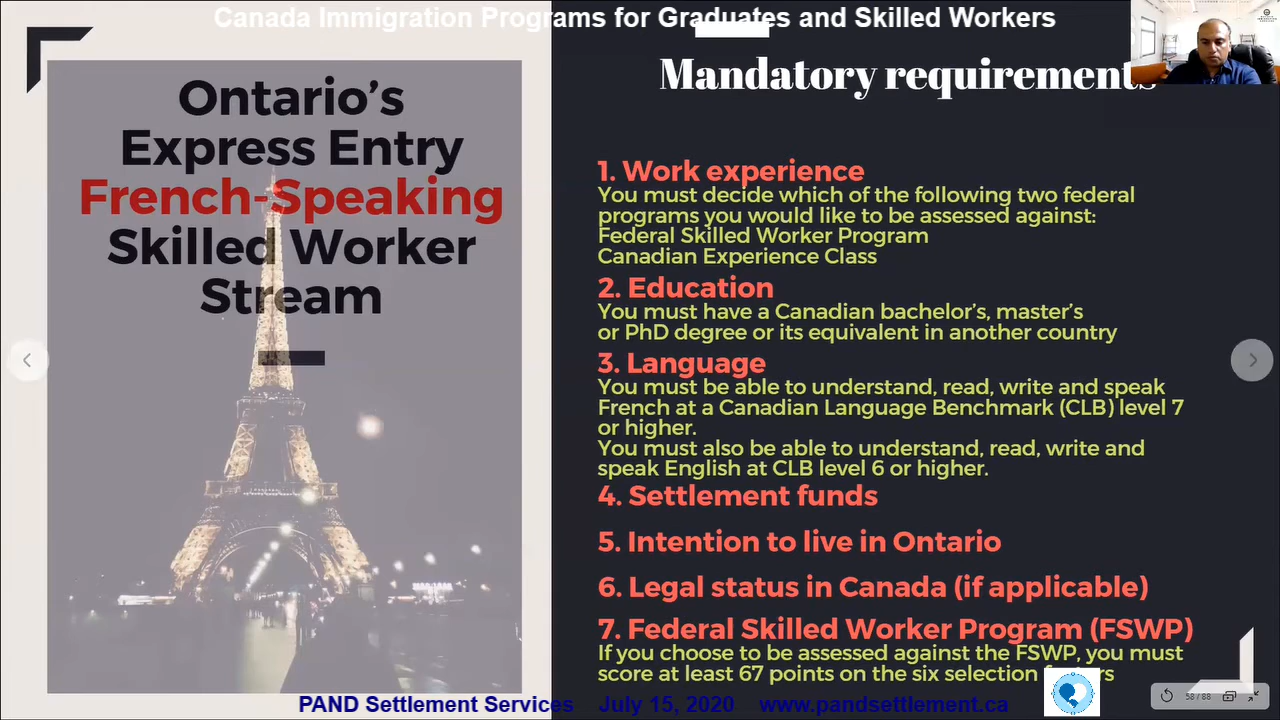 Canada Immigration Programs for Graduates and Skilled Workers
Ontario’s
Express Entry
French-Speaking
Skilled Worker
Stream
Mandatory requirements
1. Work experience
You must decide which of the following two federal
programs you would like to be assessed against:
Federal Skilled Worker Program
Canadian Experience Class
2. Education
You must have a Canadian bachelor’s, master’s
or PhD degree or its equivalent in another country
3. Language
You must be able to understand, read, write and speak
French at a Canadian Language Benchmark (CLB) level 7
or higher.
You must also be able to understand, read, write and
speak English at CLB level 6 or higher.
4. Settlement funds
5. Intention to live in Ontario
6. Legal status in Canada (if applicable)
7. Federal Skilled Worker Program (FSWP)
If you choose to be assessed against the FSWP, you must
score at least 67 points on the six selection
PAND Settlement Services July 15, 2020 www.pandsettlement.ca
58 / 88